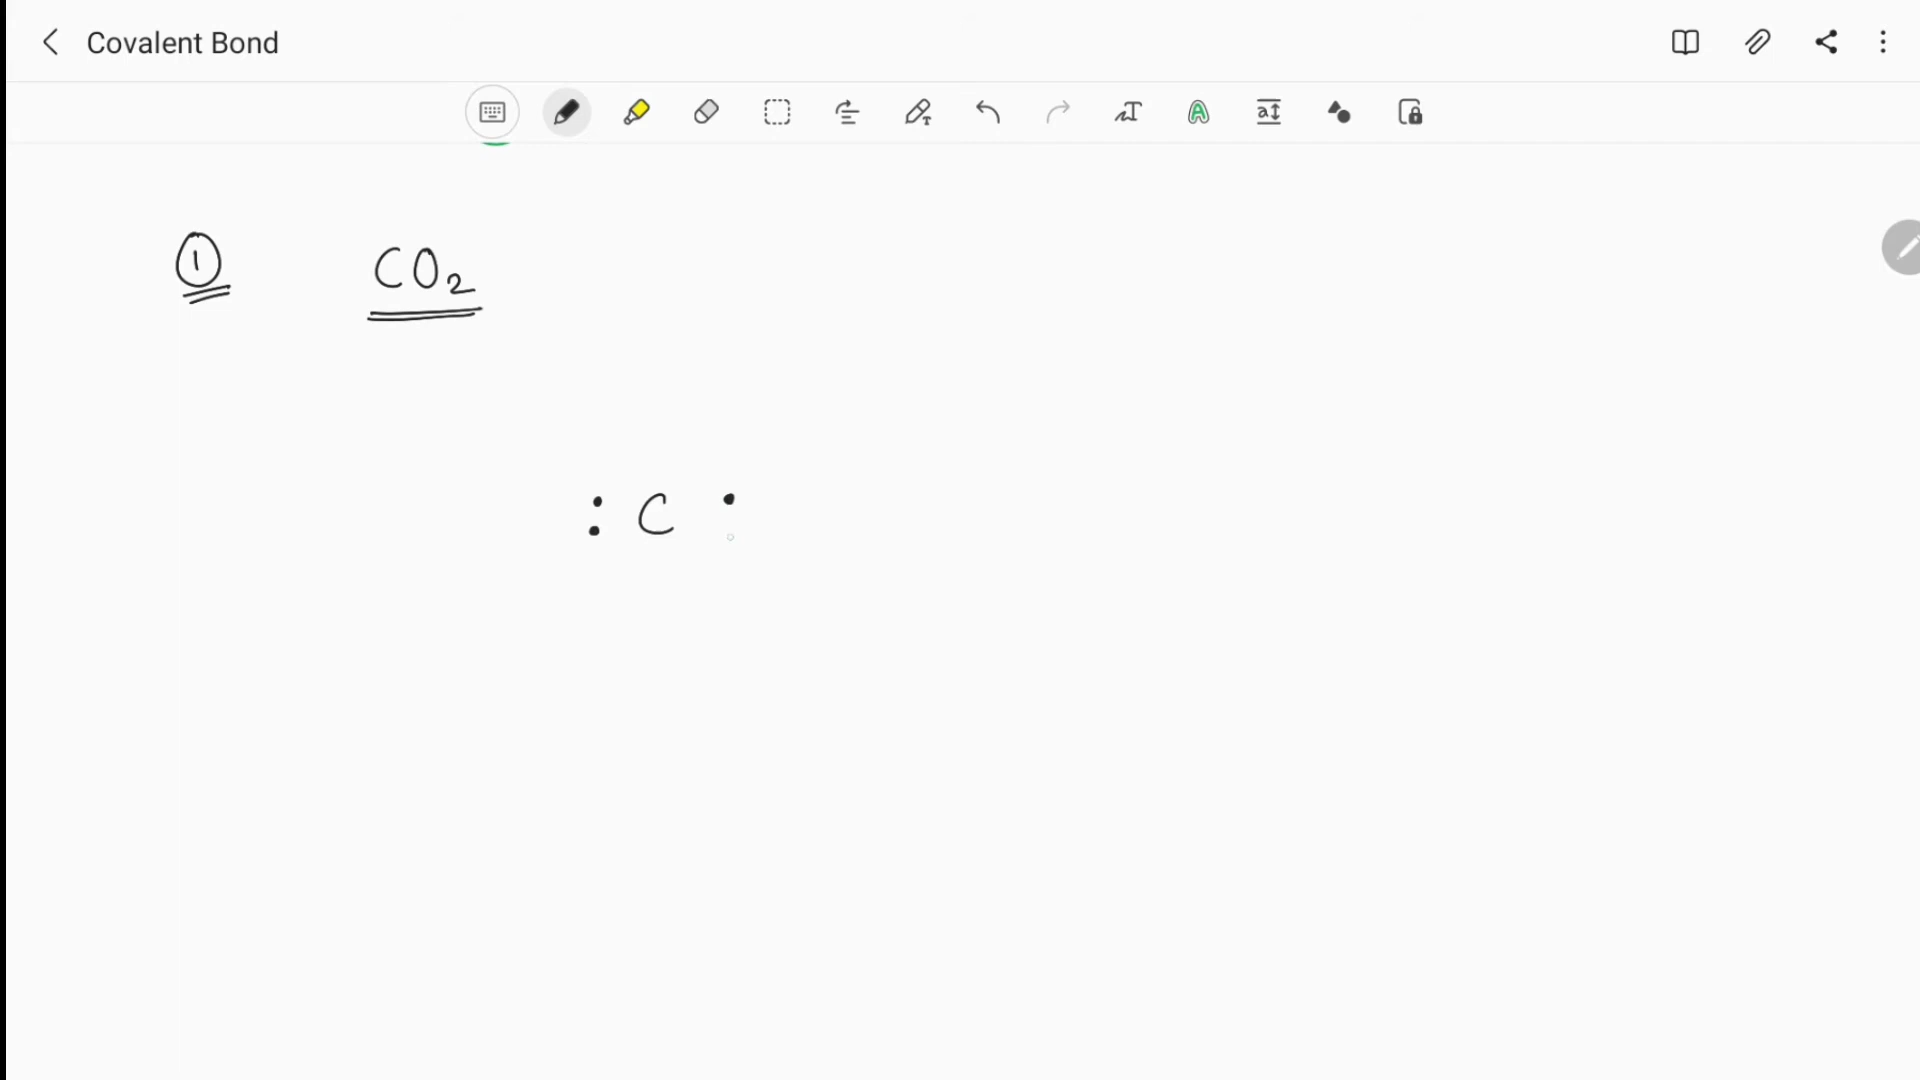 Covalent Bond
① CO₂
: C ·